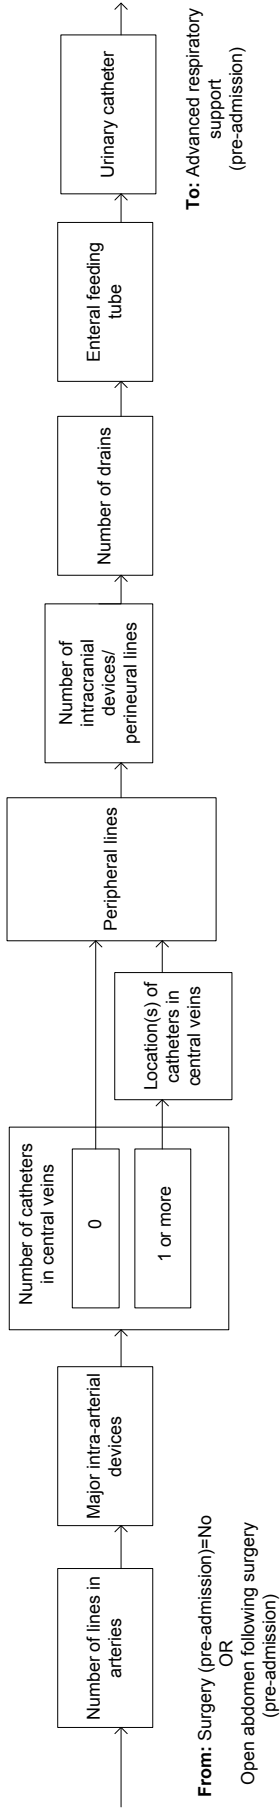 From: Surgery (pre-admission)=No
OR
Open abdomen following surgery
(pre-admission)
Number of lines in
arteries
Major intra-arterial
devices
Number of catheters
in central veins
0
1 or more
Location(s) of
catheters in
central veins
Peripheral lines
Number of
intracranial
devices/
perineural lines
Number of drains
Enteral feeding
tube
Urinary catheter
To: Advanced respiratory
support
(pre-admission)